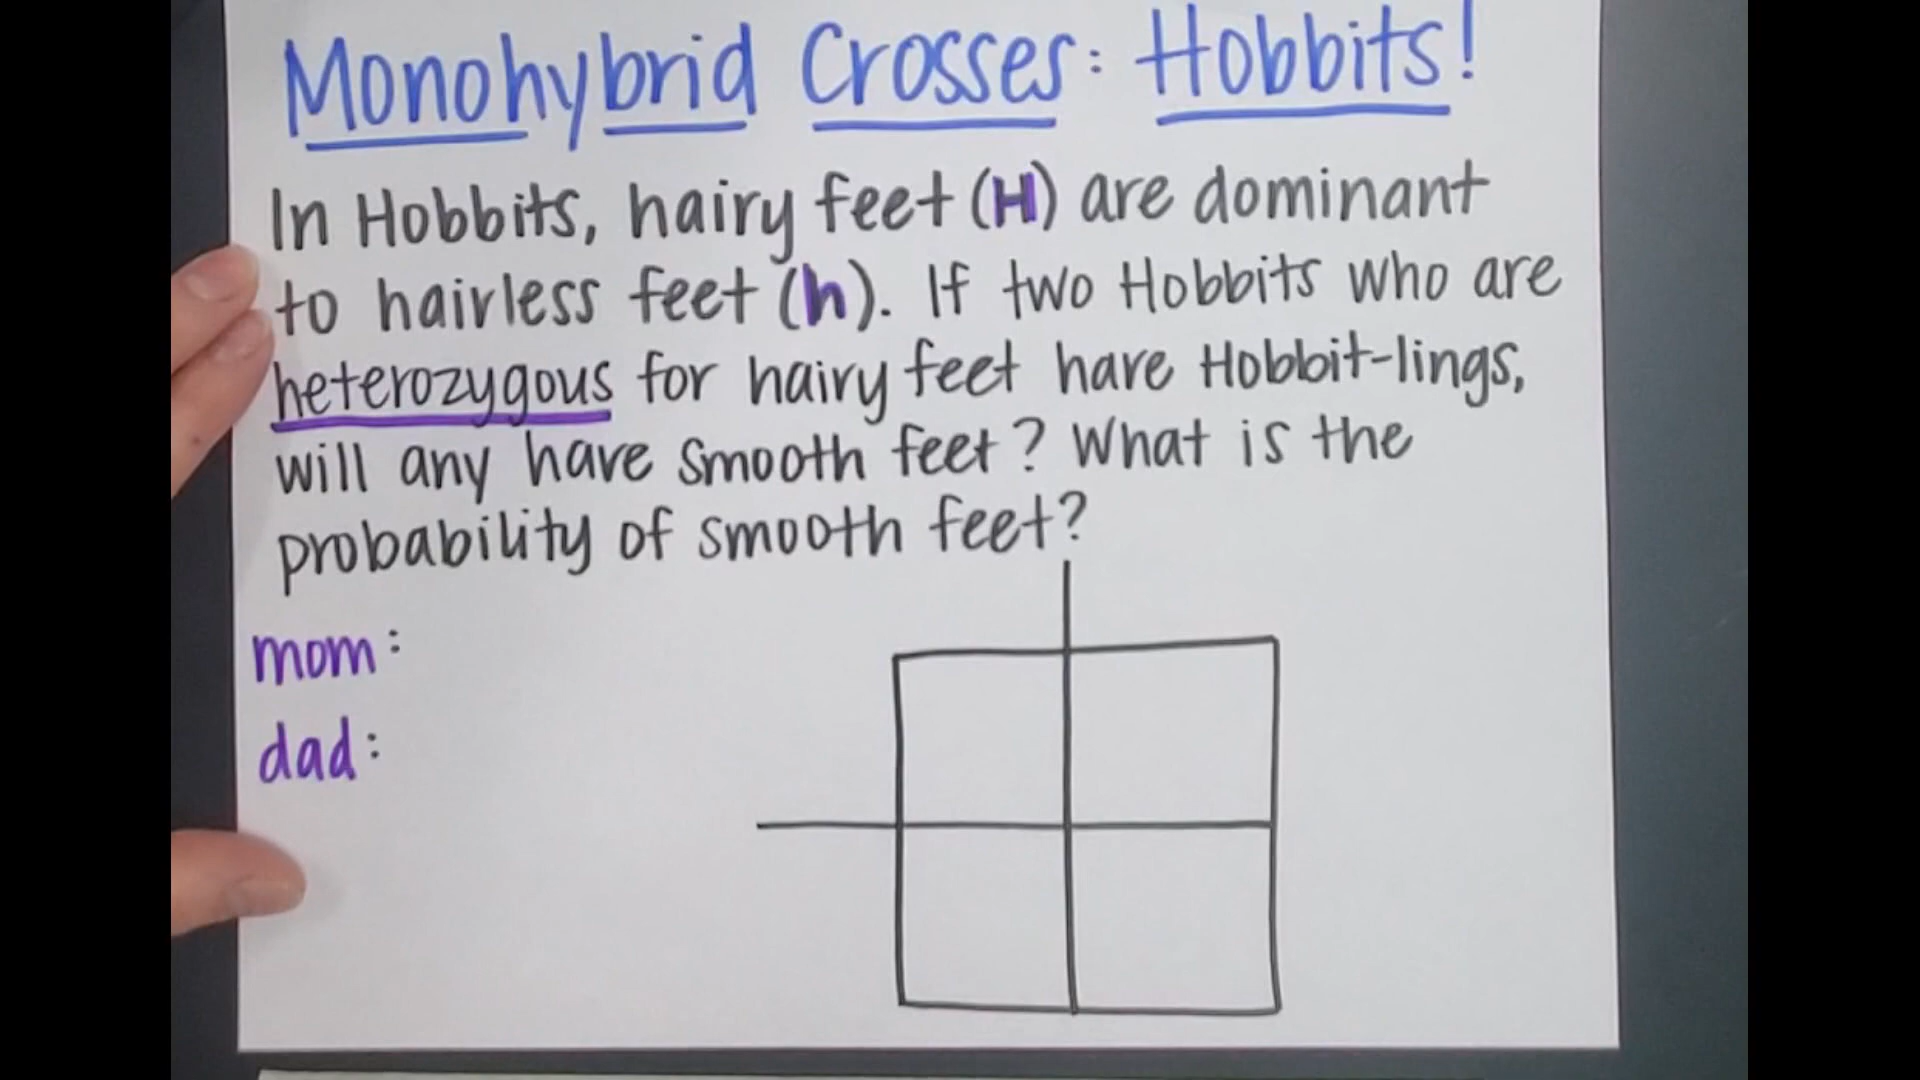 Monohybrid Crosses: Hobbits!
In Hobbits, hairy feet (H) are dominant
to hairless feet (h). If two Hobbits who are
heterozygous for hairy feet have Hobbit-lings,
will any have smooth feet? What is the
probability of smooth feet?
mom:
dad: